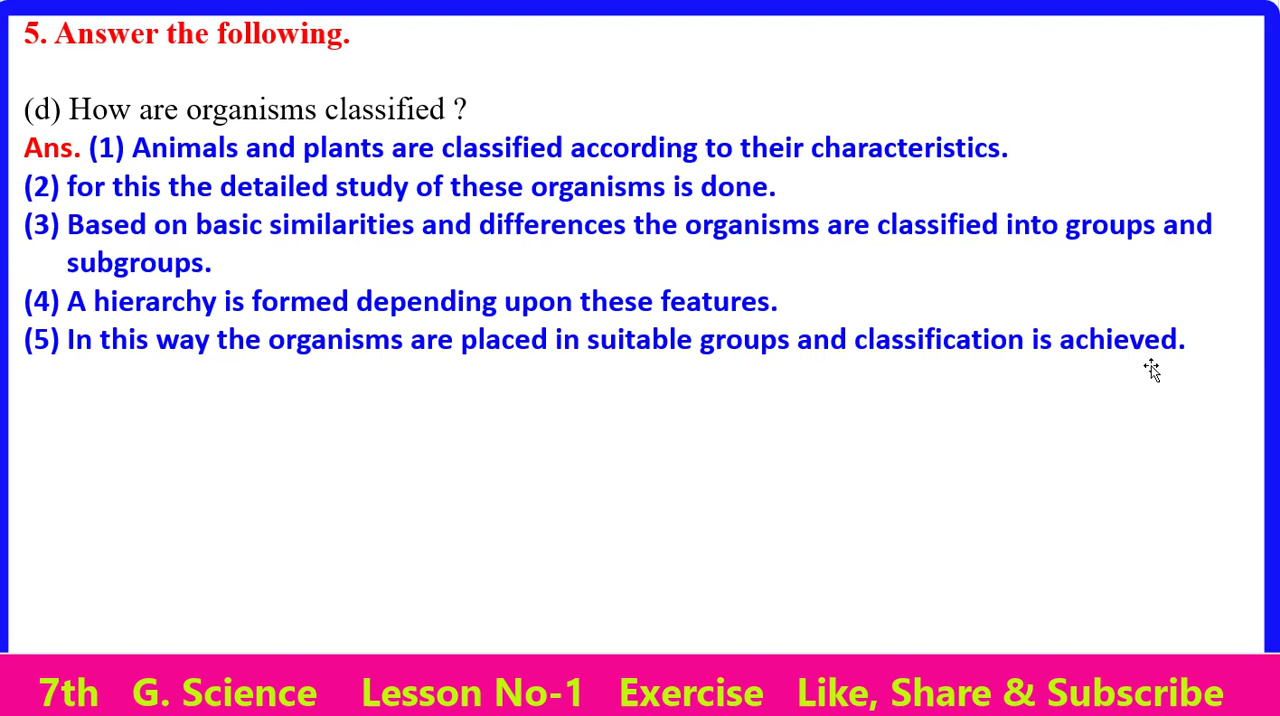 5. Answer the following.
(d) How are organisms classified ?
Ans. (1) Animals and plants are classified according to their characteristics.
(2) for this the detailed study of these organisms is done.
(3) Based on basic similarities and differences the organisms are classified into groups and
subgroups.
(4) A hierarchy is formed depending upon these features.
(5) In this way the organisms are placed in suitable groups and classification is achieved.
7th G. Science Lesson No-1 Exercise Like, Share & Subscribe